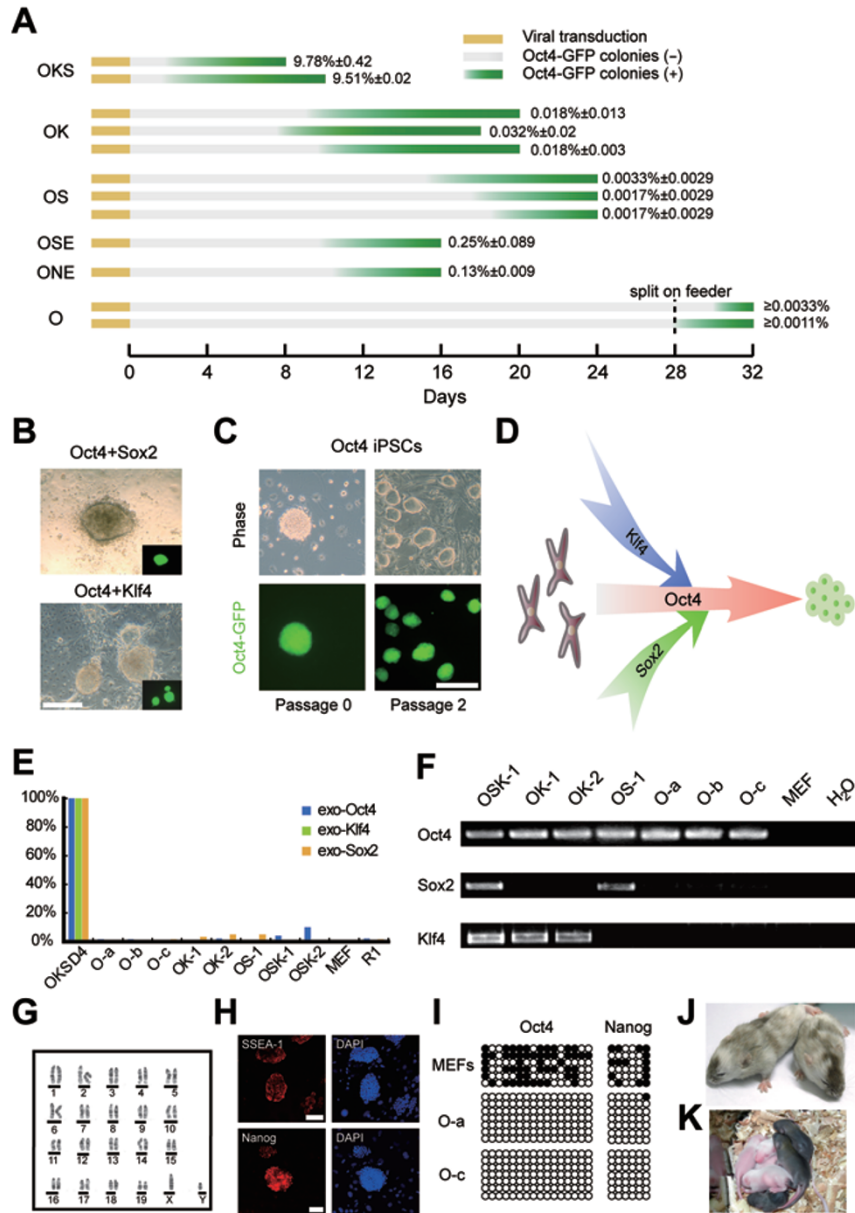 A
Viral transduction
Oct4-GFP colonies (−)
Oct4-GFP colonies (+)
OKS
9.78%±0.42
9.51%±0.02
OK
0.018%±0.013
0.032%±0.02
0.018%±0.003
OS
0.0033%±0.0029
0.0017%±0.0029
0.0017%±0.0029
OSE
0.25%±0.089
ONE
0.13%±0.009
O
split on feeder
≥0.0033%
≥0.0011%
0 4 8 12 16 20 24 28 32
Days
B
Oct4+Sox2
Oct4+Klf4
C
Oct4 iPSCs
Phase
Oct4-GFP
Passage 0 Passage 2
D
Klf4
Oct4
Sox2
E
100%
80%
60%
40%
20%
0%
exo-Oct4
exo-Klf4
exo-Sox2
OKSD4 O-a O-b O-c OK-1 OK-2 OS-1 OSK-1 OSK-2 MEF R1
F
OSK-1 OK-1 OK-2 OS-1 O-a O-b O-c MEF H₂O
Oct4
Sox2
Klf4
G
1 2 3 4 5
6 7 8 9 10
11 12 13 14 15
16 17 18 19 X Y
H
SSEA-1 DAPI
Nanog DAPI
I
Oct4 Nanog
MEFs
O-a
O-c
J
K